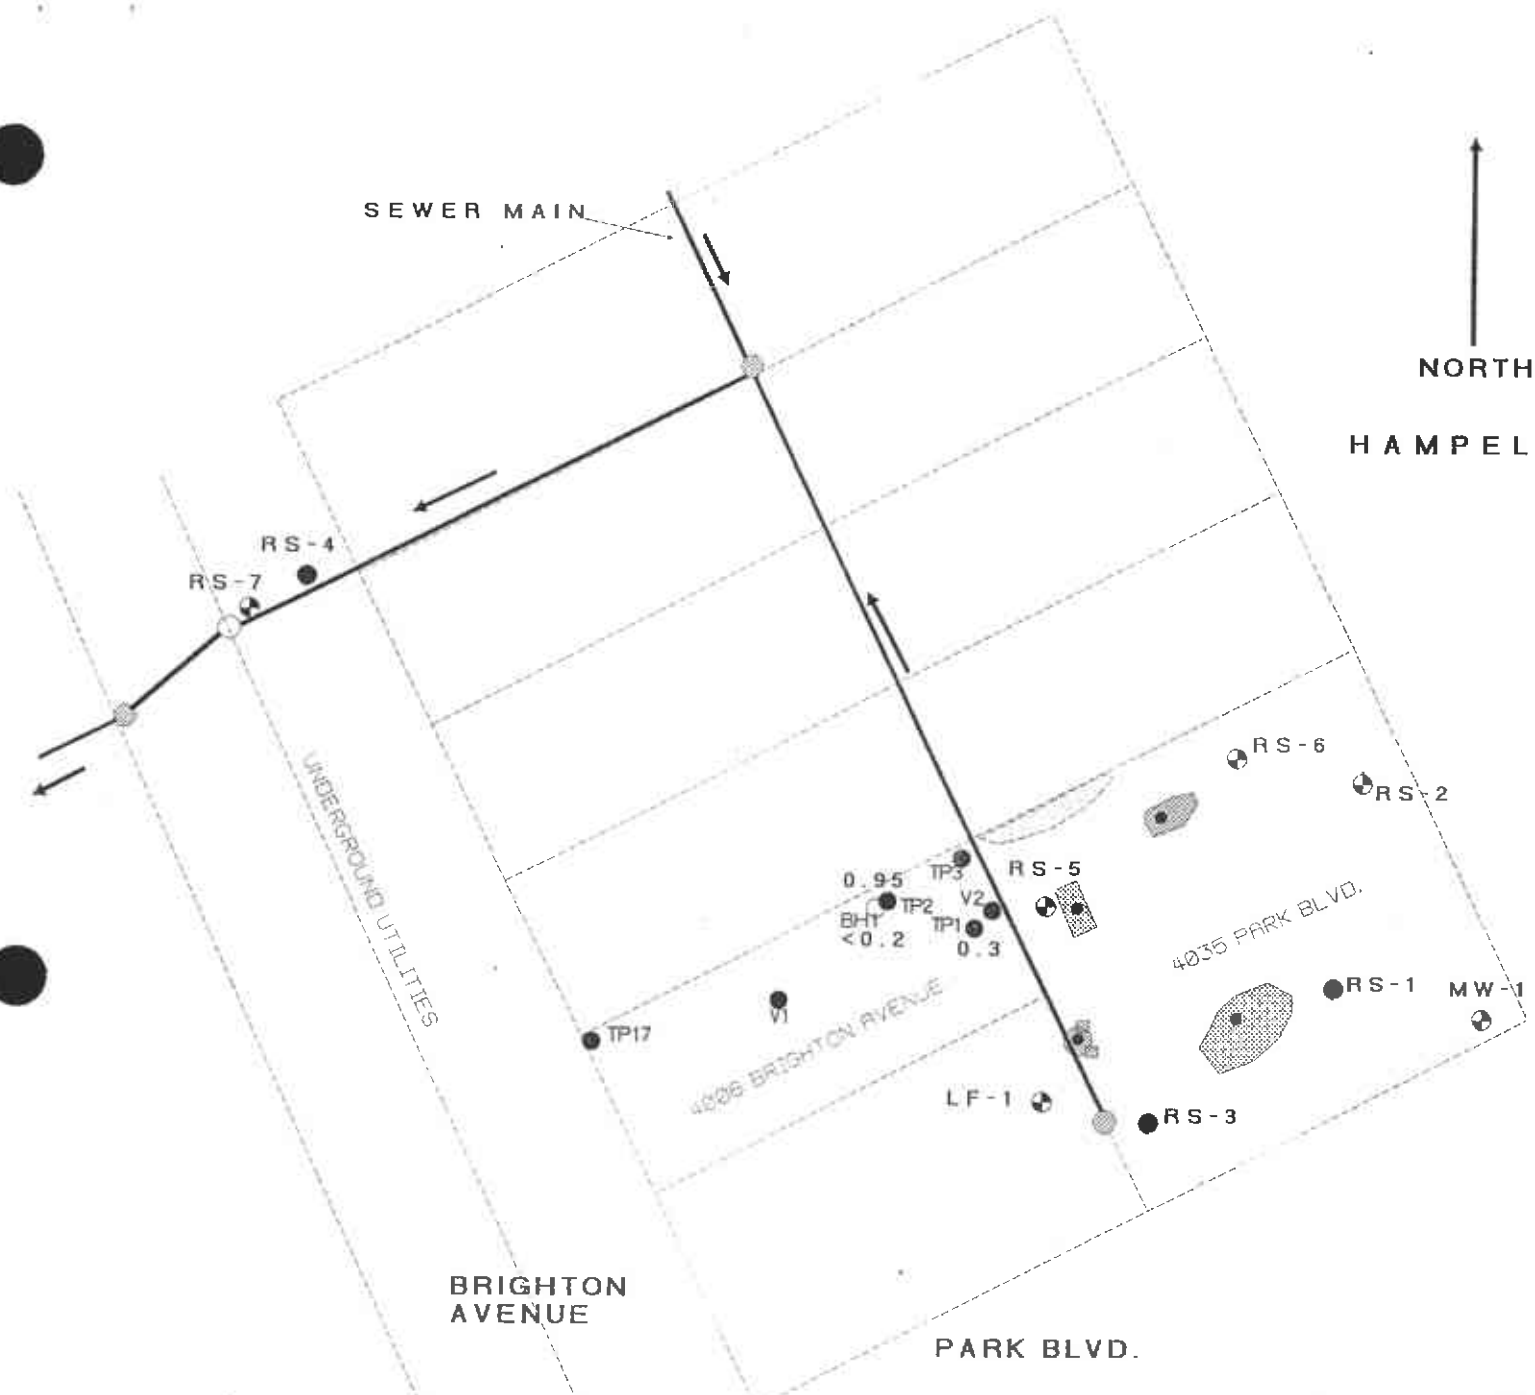 SEWER MAIN
NORTH
HAMPEL
RS-4
RS-7
UNDERGROUND UTILITIES
RS-6
RS-2
RS-5
TP3
0.95
TP2
V2
BH1
TP1
<0.2
0.3
4035 PARK BLVD.
RS-1
MW-1
V1
TP17
4006 BRIGHTON AVENUE
LF-1
RS-3
BRIGHTON
AVENUE
PARK BLVD.